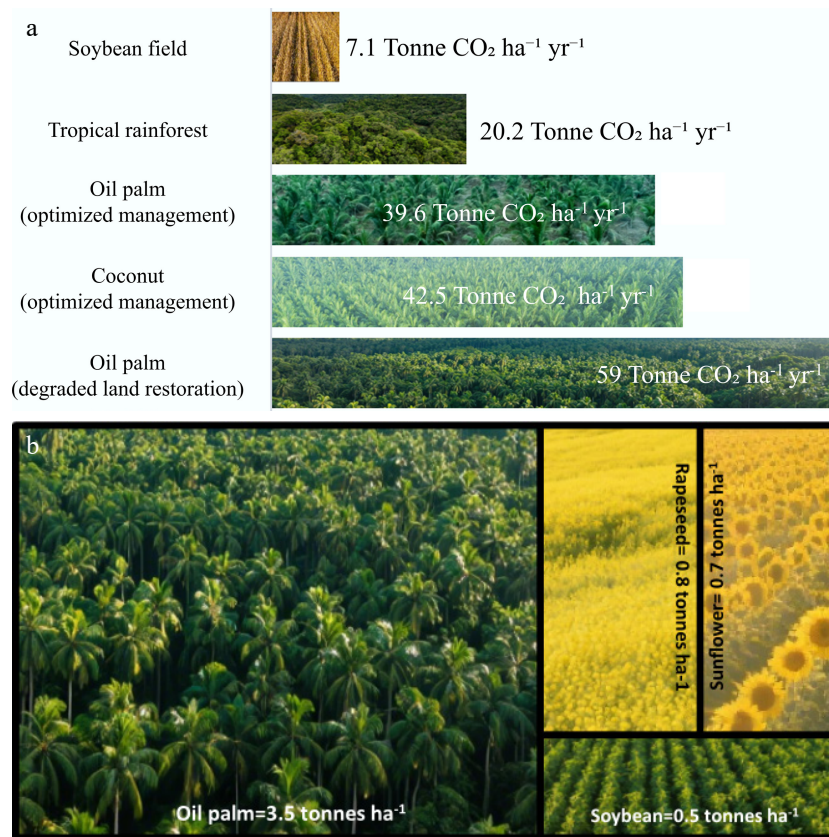 a
Soybean field
7.1 Tonne CO₂ ha⁻¹ yr⁻¹
Tropical rainforest
20.2 Tonne CO₂ ha⁻¹ yr⁻¹
Oil palm
(optimized management)
39.6 Tonne CO₂ ha⁻¹ yr⁻¹
Coconut
(optimized management)
42.5 Tonne CO₂ ha⁻¹ yr⁻¹
Oil palm
(degraded land restoration)
59 Tonne CO₂ ha⁻¹ yr⁻¹
b
Oil palm=3.5 tonnes ha⁻¹
Rapeseed= 0.8 tonnes ha-1
Sunflower= 0.7 tonnes ha⁻¹
Soybean=0.5 tonnes ha⁻¹